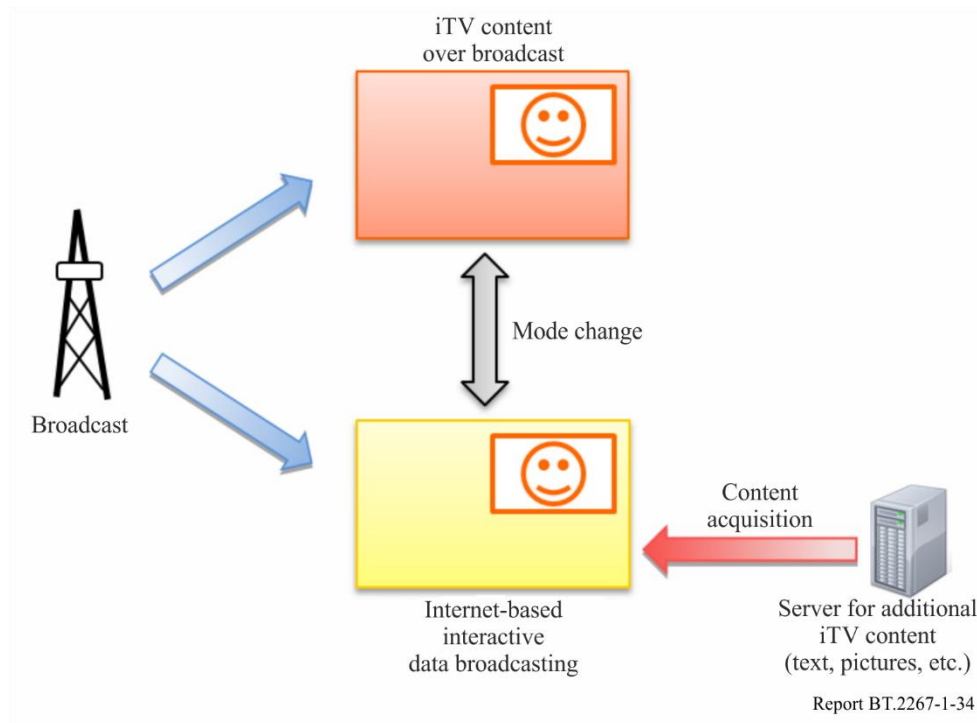 iTV content
over broadcast
Mode change
Broadcast
Content
acquisition
Internet-based
interactive
data broadcasting
Server for additional
iTV content
(text, pictures, etc.)
Report BT.2267-1-34